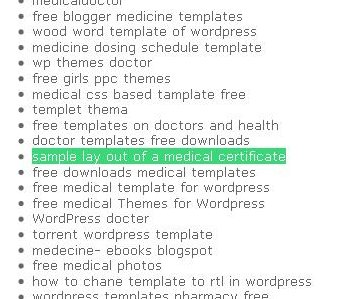 medicaldoctor
free blogger medicine templates
wood word template of wordpress
medicine dosing schedule template
wp themes doctor
free girls ppc themes
medical css based tamplate free
templet thema
free templates on doctors and health
doctor templates free downloads
sample lay out of a medical certificate
free downloads medical templates
free medical template for wordpress
free medical Themes for Wordpress
WordPress docter
torrent wordpress template
medecine- ebooks blogspot
free medical photos
how to chane template to rtl in wordpress
wordpress templates pharmacy free